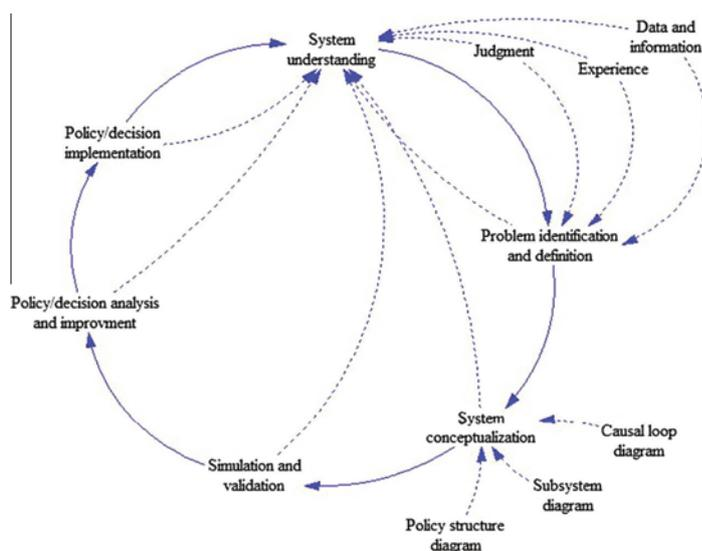 System
understanding
Data and
information
Judgment
Experience
Policy/decision
implementation
Problem identification
and definition
Policy/decision analysis
and improvment
System
conceptualization
Causal loop
diagram
Simulation and
validation
Subsystem
diagram
Policy structure
diagram